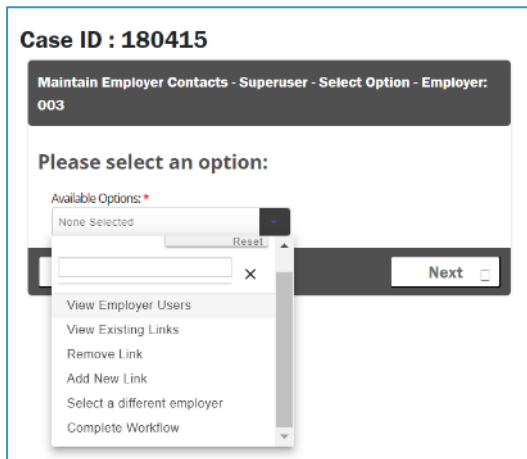 Case ID : 180415
Maintain Employer Contacts - Superuser - Select Option - Employer:
003
Please select an option:
Available Options: *
None Selected
Reset
Next
View Employer Users
View Existing Links
Remove Link
Add New Link
Select a different employer
Complete Workflow